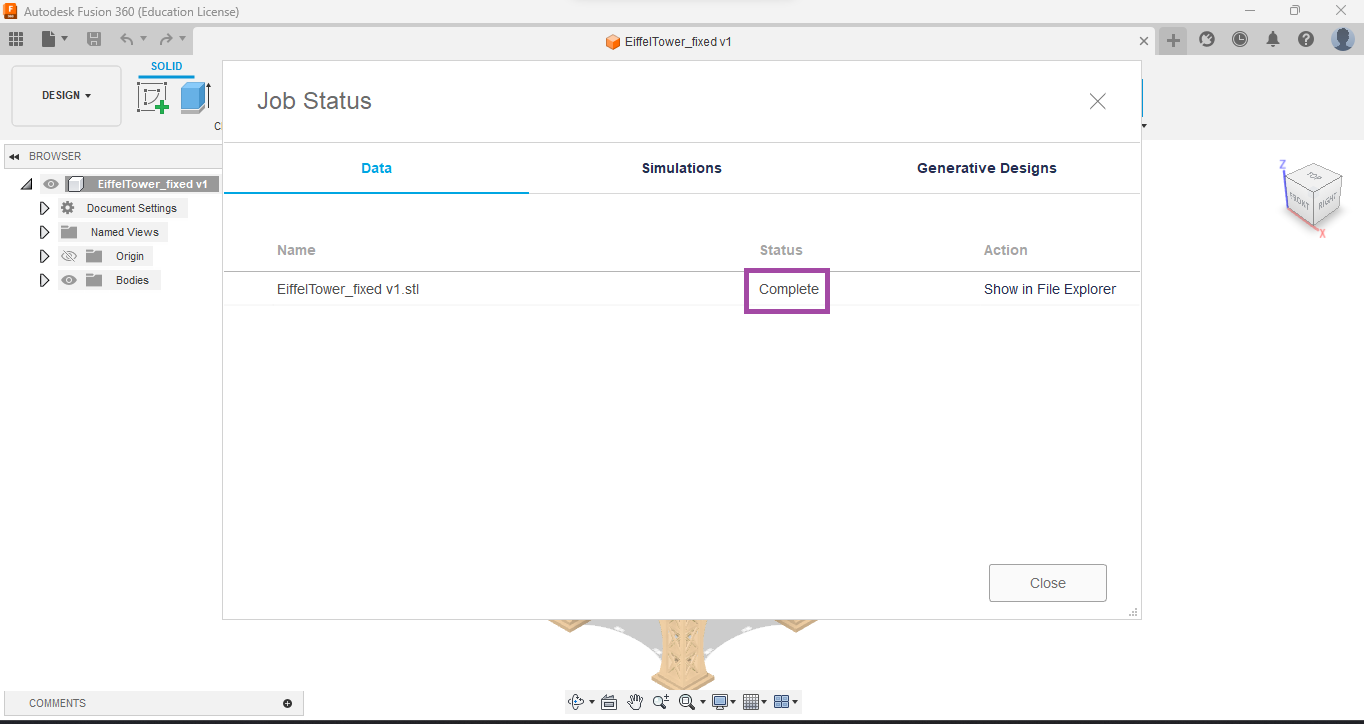 Autodesk Fusion 360 (Education License)
EiffelTower_fixed v1
SOLID
DESIGN
C
Job Status
Data Simulations Generative Designs
Name Status Action
EiffelTower_fixed v1.stl Complete Show in File Explorer
Close
BROWSER
EiffelTower_fixed v1
Document Settings
Named Views
Origin
Bodies
Z
TOP
FRONT RIGHT
X
COMMENTS